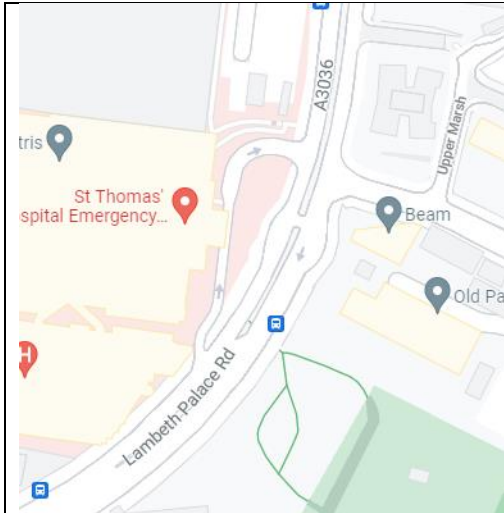 A3036
Upper Marsh
tris
St Thomas'
spital Emergency...
Beam
Old Pa
H
Lambeth Palace Rd